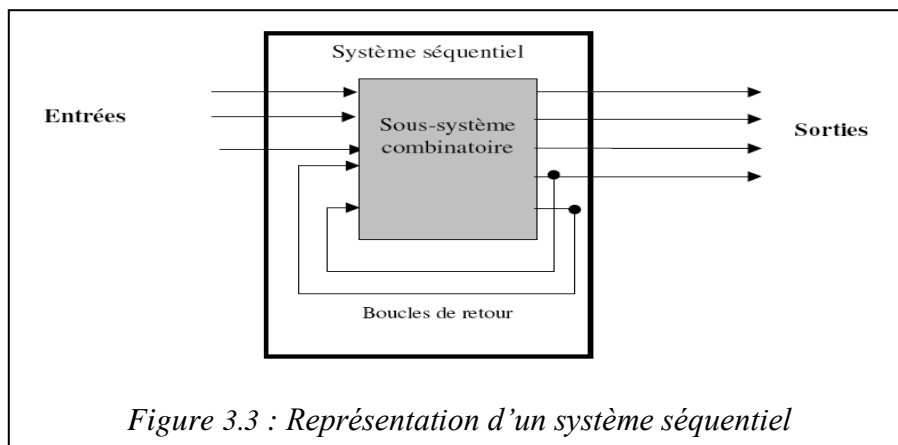 Système séquentiel
Entrées
Sous-système
combinatoire
Sorties
Boucles de retour
Figure 3.3 : Représentation d’un système séquentiel